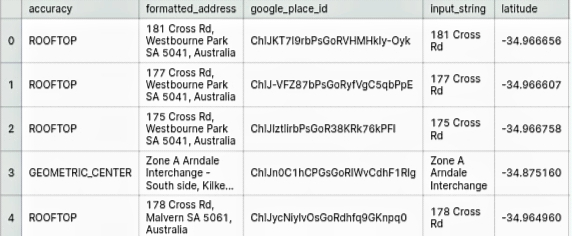 accuracy formatted_address google_place_id input_string latitude
0 ROOFTOP 181 Cross Rd, Westbourne Park SA 5041, Australia ChIJKT7l9rbPsGoRVHMHkIy-Oyk 181 Cross Rd -34.966656
1 ROOFTOP 177 Cross Rd, Westbourne Park SA 5041, Australia ChIJ-VFZ87bPsGoRyfVgC5qbPpE 177 Cross Rd -34.966607
2 ROOFTOP 175 Cross Rd, Westbourne Park SA 5041, Australia ChIJIztlirbPsGoR38KRk76kPFI 175 Cross Rd -34.966758
3 GEOMETRIC_CENTER Zone A Arndale Interchange - South side, Kilke... ChIJn0C1hCPGsGoRIWvCdhF1RIg Zone A Arndale Interchange -34.875160
4 ROOFTOP 178 Cross Rd, Malvern SA 5061, Australia ChIJycNiyIvOsGoRdhfq9GKnpq0 178 Cross Rd -34.964960